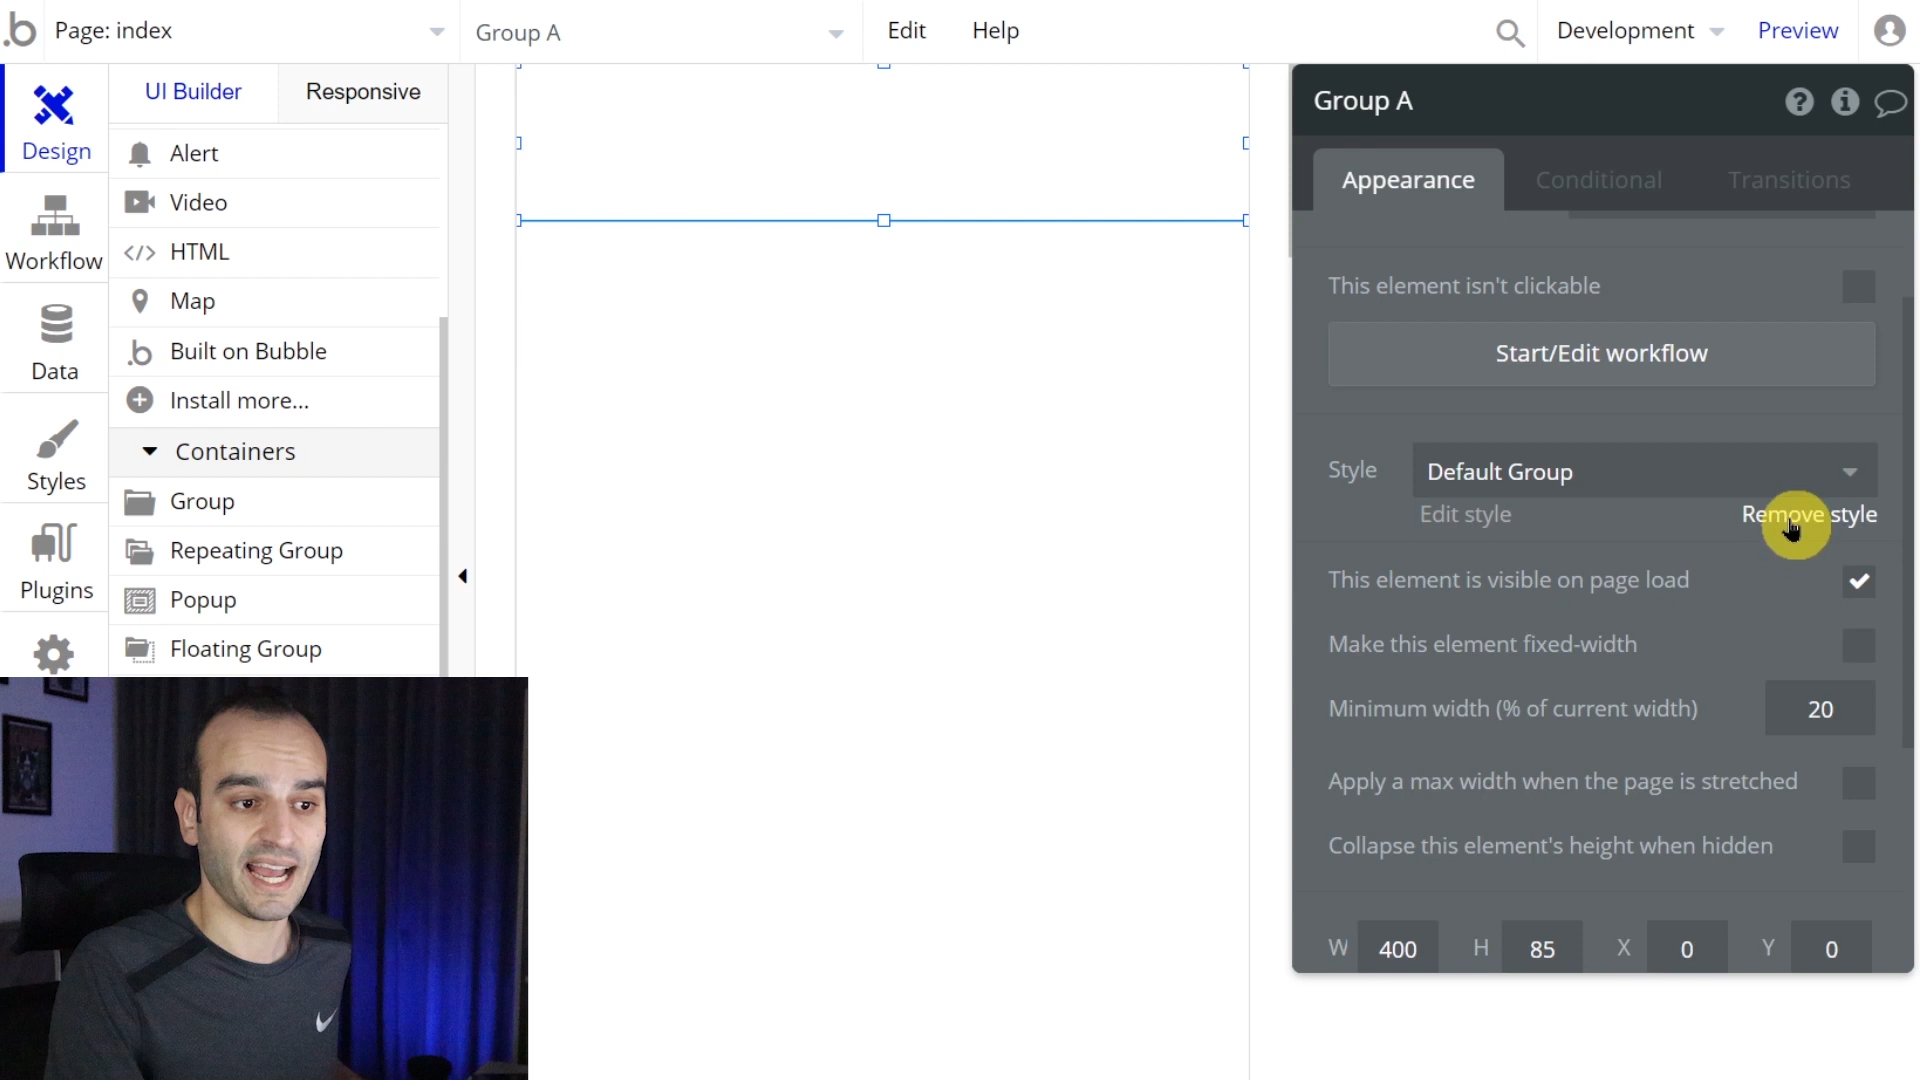 .b
Page: index
Group A
Edit
Help
Development
Preview
Design
Workflow
Data
Styles
Plugins
UI Builder
Responsive
Alert
Video
</> HTML
Map
.b Built on Bubble
Install more...
Containers
Group
Repeating Group
Popup
Floating Group
Group A
Appearance
Conditional
Transitions
This element isn't clickable
Start/Edit workflow
Style
Default Group
Edit style
Remove style
This element is visible on page load
Make this element fixed-width
Minimum width (% of current width)
20
Apply a max width when the page is stretched
Collapse this element's height when hidden
W 400 H 85 X 0 Y 0